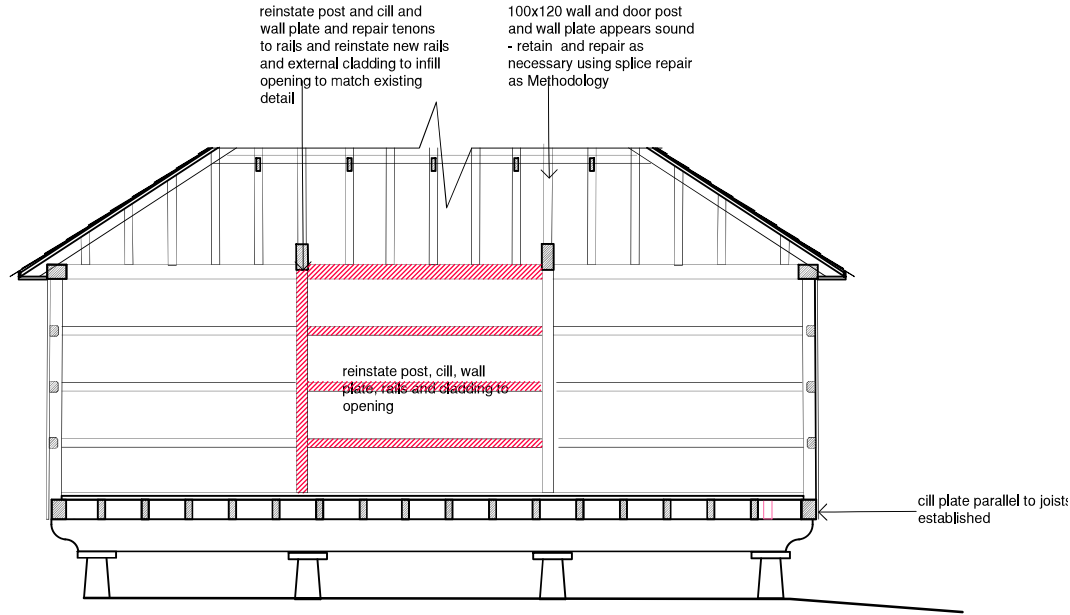 reinstate post and cill and
wall plate and repair tenons
to rails and reinstate new rails
and external cladding to infill
opening to match existing
detail
100x120 wall and door post
and wall plate appears sound
- retain and repair as
necessary using splice repair
as Methodology
reinstate post, cill, wall
plate, rails and cladding to
opening
cill plate parallel to joists
established